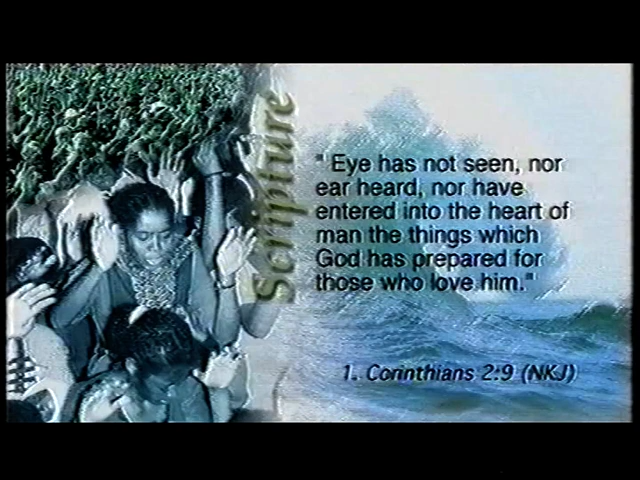 Scripture
" Eye has not seen, nor
ear heard, nor have
entered into the heart of
man the things which
God has prepared for
those who love him."
1. Corinthians 2:9 (NKJ)